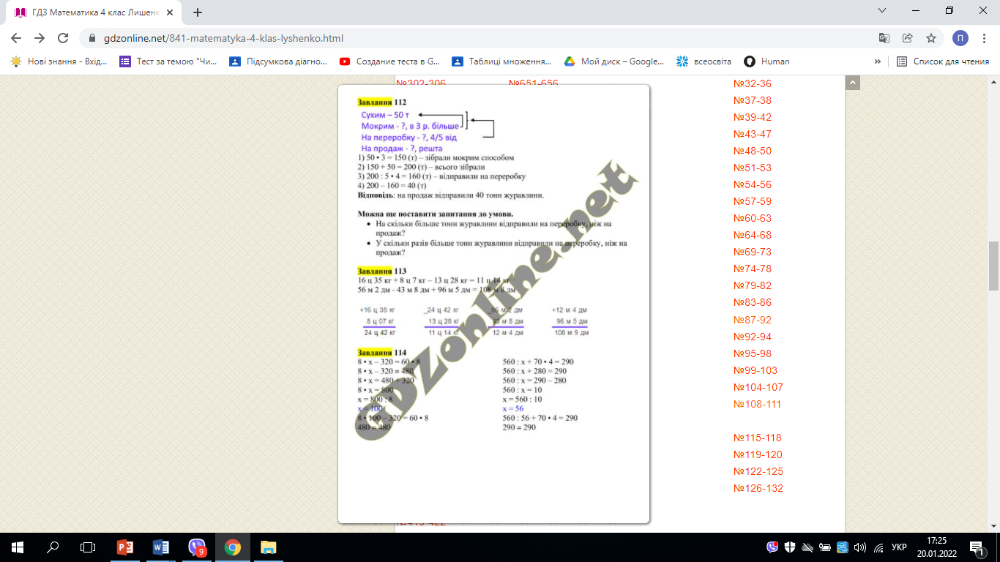 ГДЗ Математика 4 клас Лишенк
gdzonline.net/841-matematyka-4-klas-lyshenko.html
П
Нові знання - Вхід...
Тест за темою "Чи...
Підсумкова діагно...
Создание теста в G...
Таблиці множення...
Мой диск – Google...
всеосвіта
Human
»
Список для чтения
№302-306
№651-656
Завдання 112
Сухим – 50 т
Мокрим - ?, в 3 р. більше
На переробку - ?, 4/5 від
На продаж - ?, решта
1) 50 • 3 = 150 (т) – зібрали мокрим способом
2) 150 + 50 = 200 (т) – всього зібрали
3) 200 : 5 • 4 = 160 (т) – відправили на переробку
4) 200 – 160 = 40 (т)
Відповідь: на продаж відправили 40 тонн журавлини.
Можна ще поставити запитання до умови.
• На скільки більше тонн журавлини відправили на переробку, ніж на
продаж?
• У скільки разів більше тонн журавлини відправили на переробку, ніж на
продаж?
Завдання 113
16 ц 35 кг + 8 ц 7 кг – 13 ц 28 кг = 11 ц 14 кг
56 м 2 дм - 43 м 8 дм + 96 м 5 дм = 108 м 8 дм
+16 ц 35 кг
8 ц 07 кг
24 ц 42 кг
_24 ц 42 кг
13 ц 28 кг
11 ц 14 кг
_56 м 2 дм
43 м 8 дм
12 м 4 дм
+12 м 4 дм
96 м 5 дм
108 м 9 дм
Завдання 114
8 • х – 320 = 60 • 8
8 • х – 320 = 480
8 • х = 480 + 320
8 • х = 800
х = 800 : 8
х = 100
8 • 100 – 320 = 60 • 8
480 = 480
560 : х + 70 • 4 = 290
560 : х + 280 = 290
560 : х = 290 – 280
560 : х = 10
х = 560 : 10
х = 56
560 : 56 + 70 • 4 = 290
290 = 290
GDZonline.net
№32-36
№37-38
№39-42
№43-47
№48-50
№51-53
№54-56
№57-59
№60-63
№64-68
№69-73
№74-78
№79-82
№83-86
№87-92
№92-94
№95-98
№99-103
№104-107
№108-111
№115-118
№119-120
№122-125
№126-132
9
УКР
17:25
20.01.2022
1